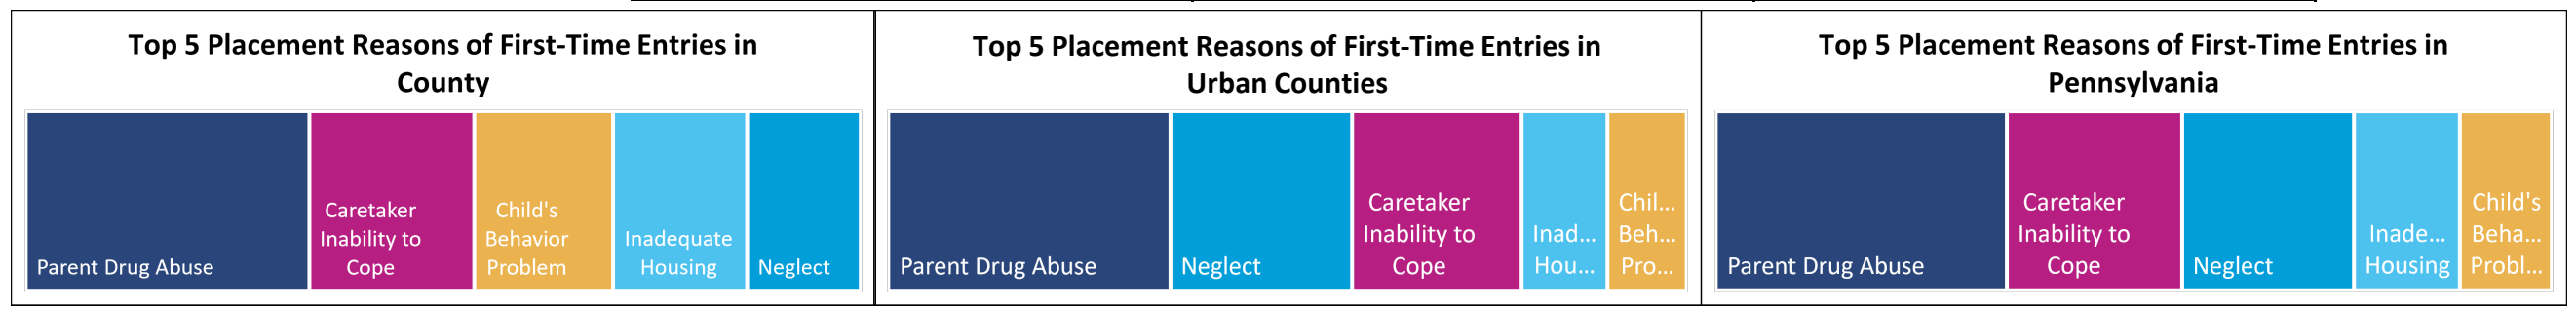 Top 5 Placement Reasons of First-Time Entries in
County
Parent Drug Abuse
Caretaker
Inability to
Cope
Child's
Behavior
Problem
Inadequate
Housing
Neglect
Top 5 Placement Reasons of First-Time Entries in
Urban Counties
Parent Drug Abuse
Neglect
Caretaker
Inability to
Cope
Inad...
Hou...
Chil...
Beh...
Pro...
Top 5 Placement Reasons of First-Time Entries in
Pennsylvania
Parent Drug Abuse
Caretaker
Inability to
Cope
Neglect
Inade...
Housing
Child's
Beha...
Probl...